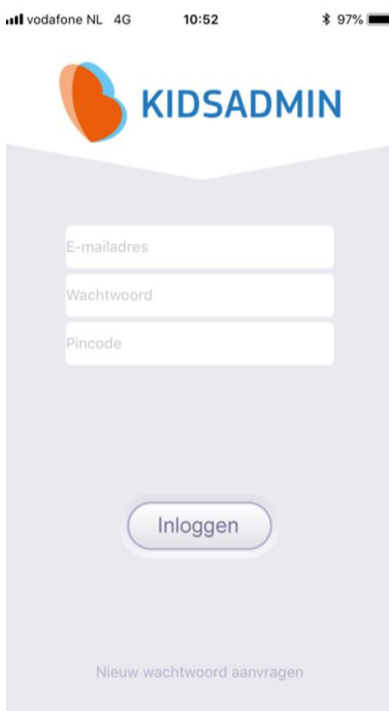 vodafone NL 4G 10:52 97%
KIDSADMIN
E-mailadres
Wachtwoord
Pincode
Inloggen
Nieuw wachtwoord aanvragen